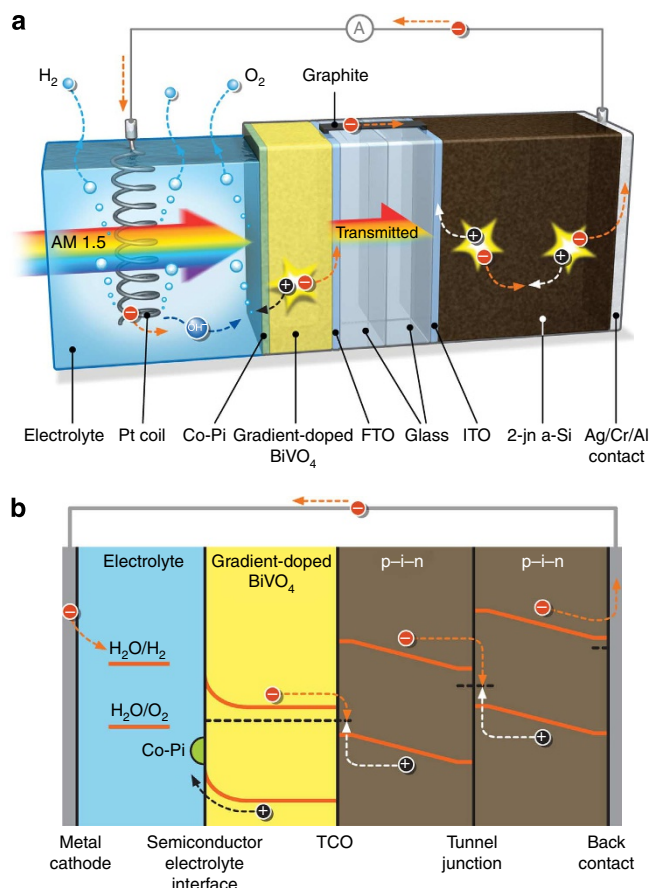 a
A
−
H₂
O₂
Graphite
−
AM 1.5
Transmitted
+
−
+
−
+
−
−
OH⁻
Electrolyte
Pt coil
Co-Pi
Gradient-doped
BiVO₄
FTO
Glass
ITO
2-jn a-Si
Ag/Cr/Al
contact
b
−
Electrolyte
Gradient-doped
BiVO₄
p–i–n
p–i–n
−
−
−
H₂O/H₂
−
H₂O/O₂
Co-Pi
+
+
+
Metal
cathode
Semiconductor
electrolyte
interface
TCO
Tunnel
junction
Back
contact